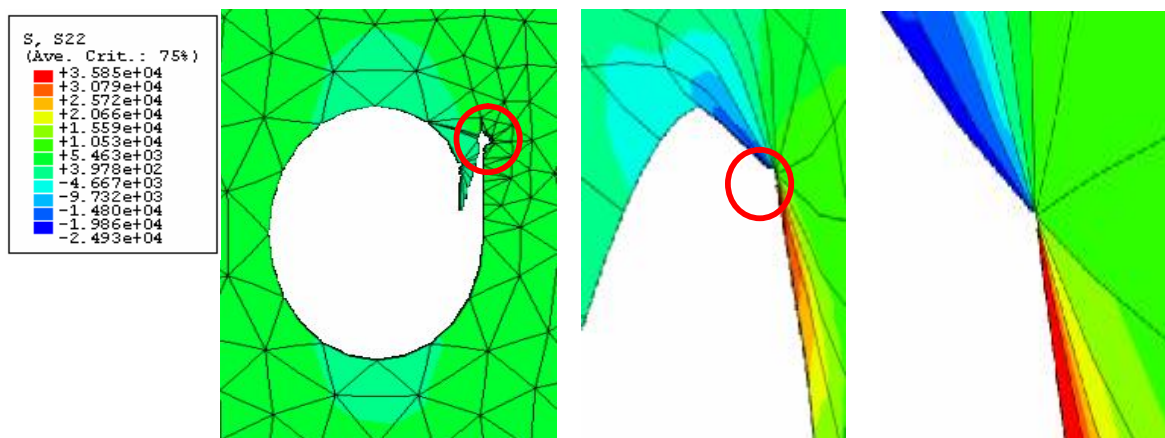 S, S22
(Ave. Crit.: 75%)
+3.585e+04
+3.079e+04
+2.572e+04
+2.066e+04
+1.559e+04
+1.053e+04
+5.463e+03
+3.978e+02
-4.667e+03
-9.732e+03
-1.480e+04
-1.986e+04
-2.493e+04